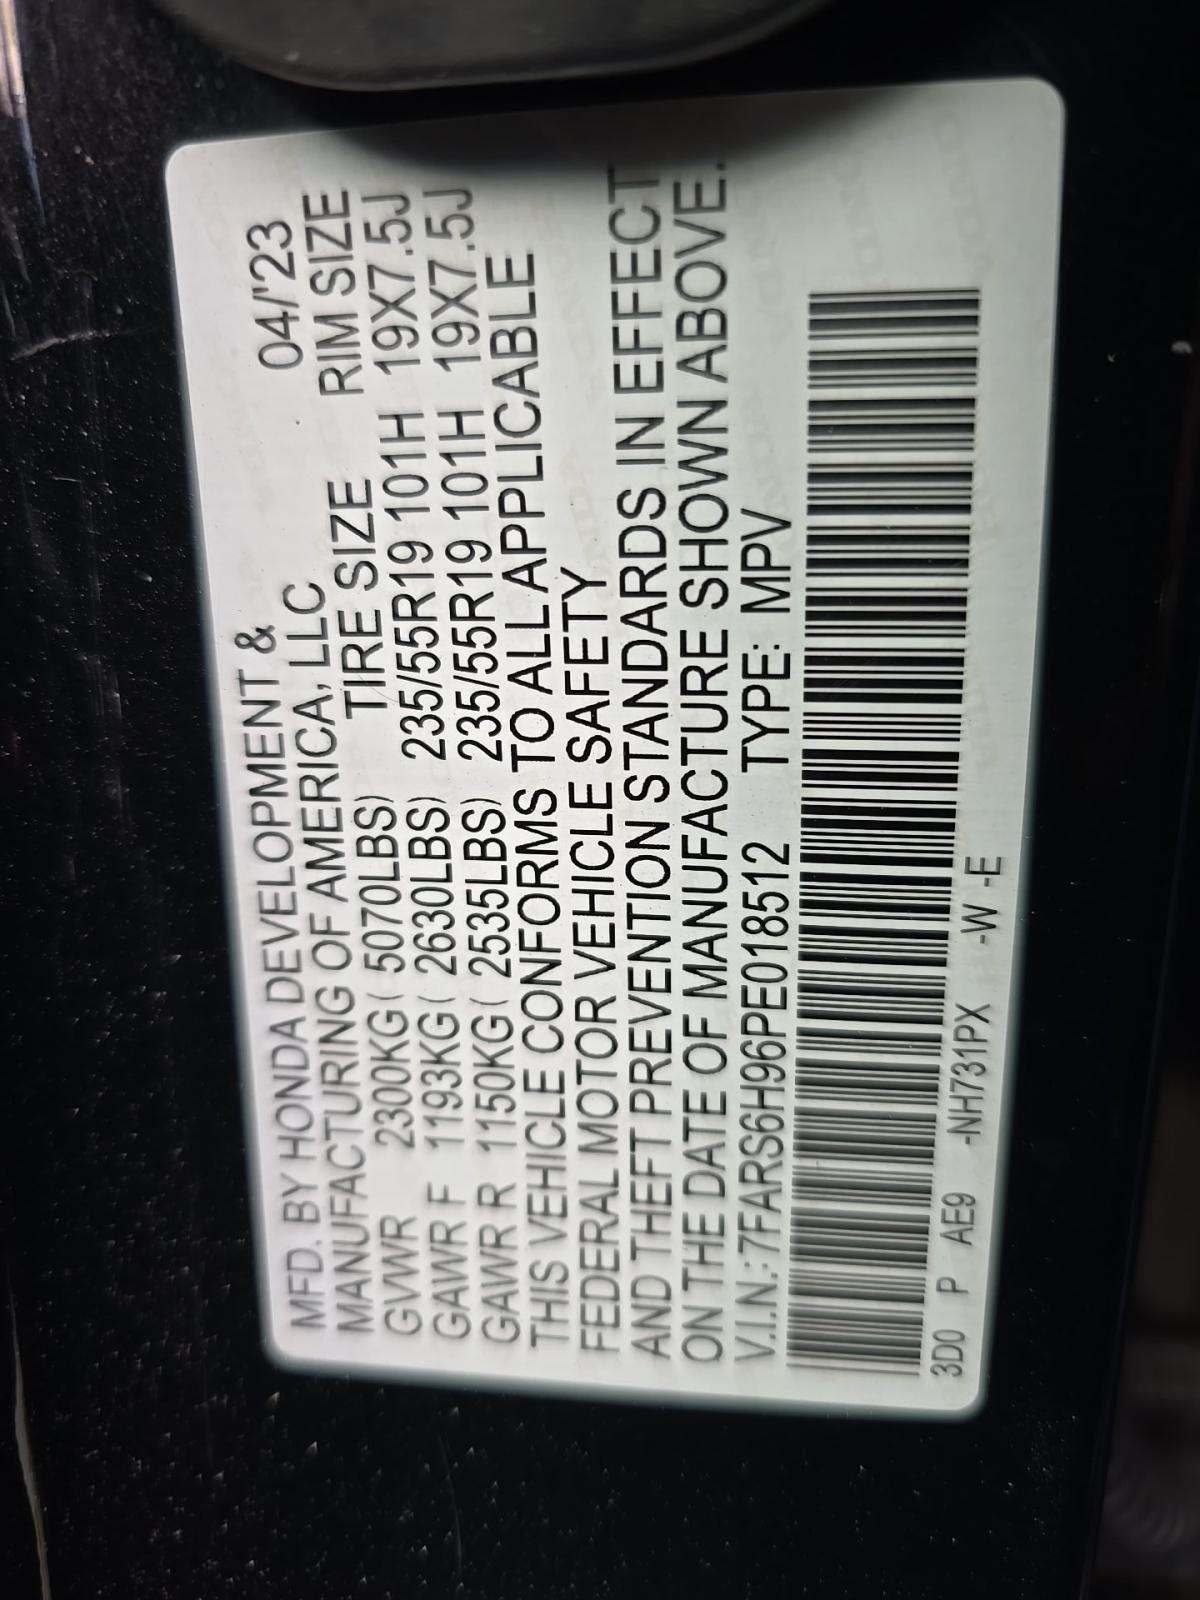 MFD. BY HONDA DEVELOPMENT & 04/'23
MANUFACTURING OF AMERICA, LLC RIM SIZE
TIRE SIZE
GVWR 2300KG ( 5070LBS) 235/55R19 101H 19X7.5J
GAWR F 1193KG ( 2630LBS) 235/55R19 101H 19X7.5J
GAWR R 1150KG ( 2535LBS)
THIS VEHICLE CONFORMS TO ALL APPLICABLE
FEDERAL MOTOR VEHICLE SAFETY
AND THEFT PREVENTION STANDARDS IN EFFECT
ON THE DATE OF MANUFACTURE SHOWN ABOVE.
V.I.N.: 7FARS6H96PE018512 TYPE: MPV
3D0 P AE9 -NH731PX -W -E